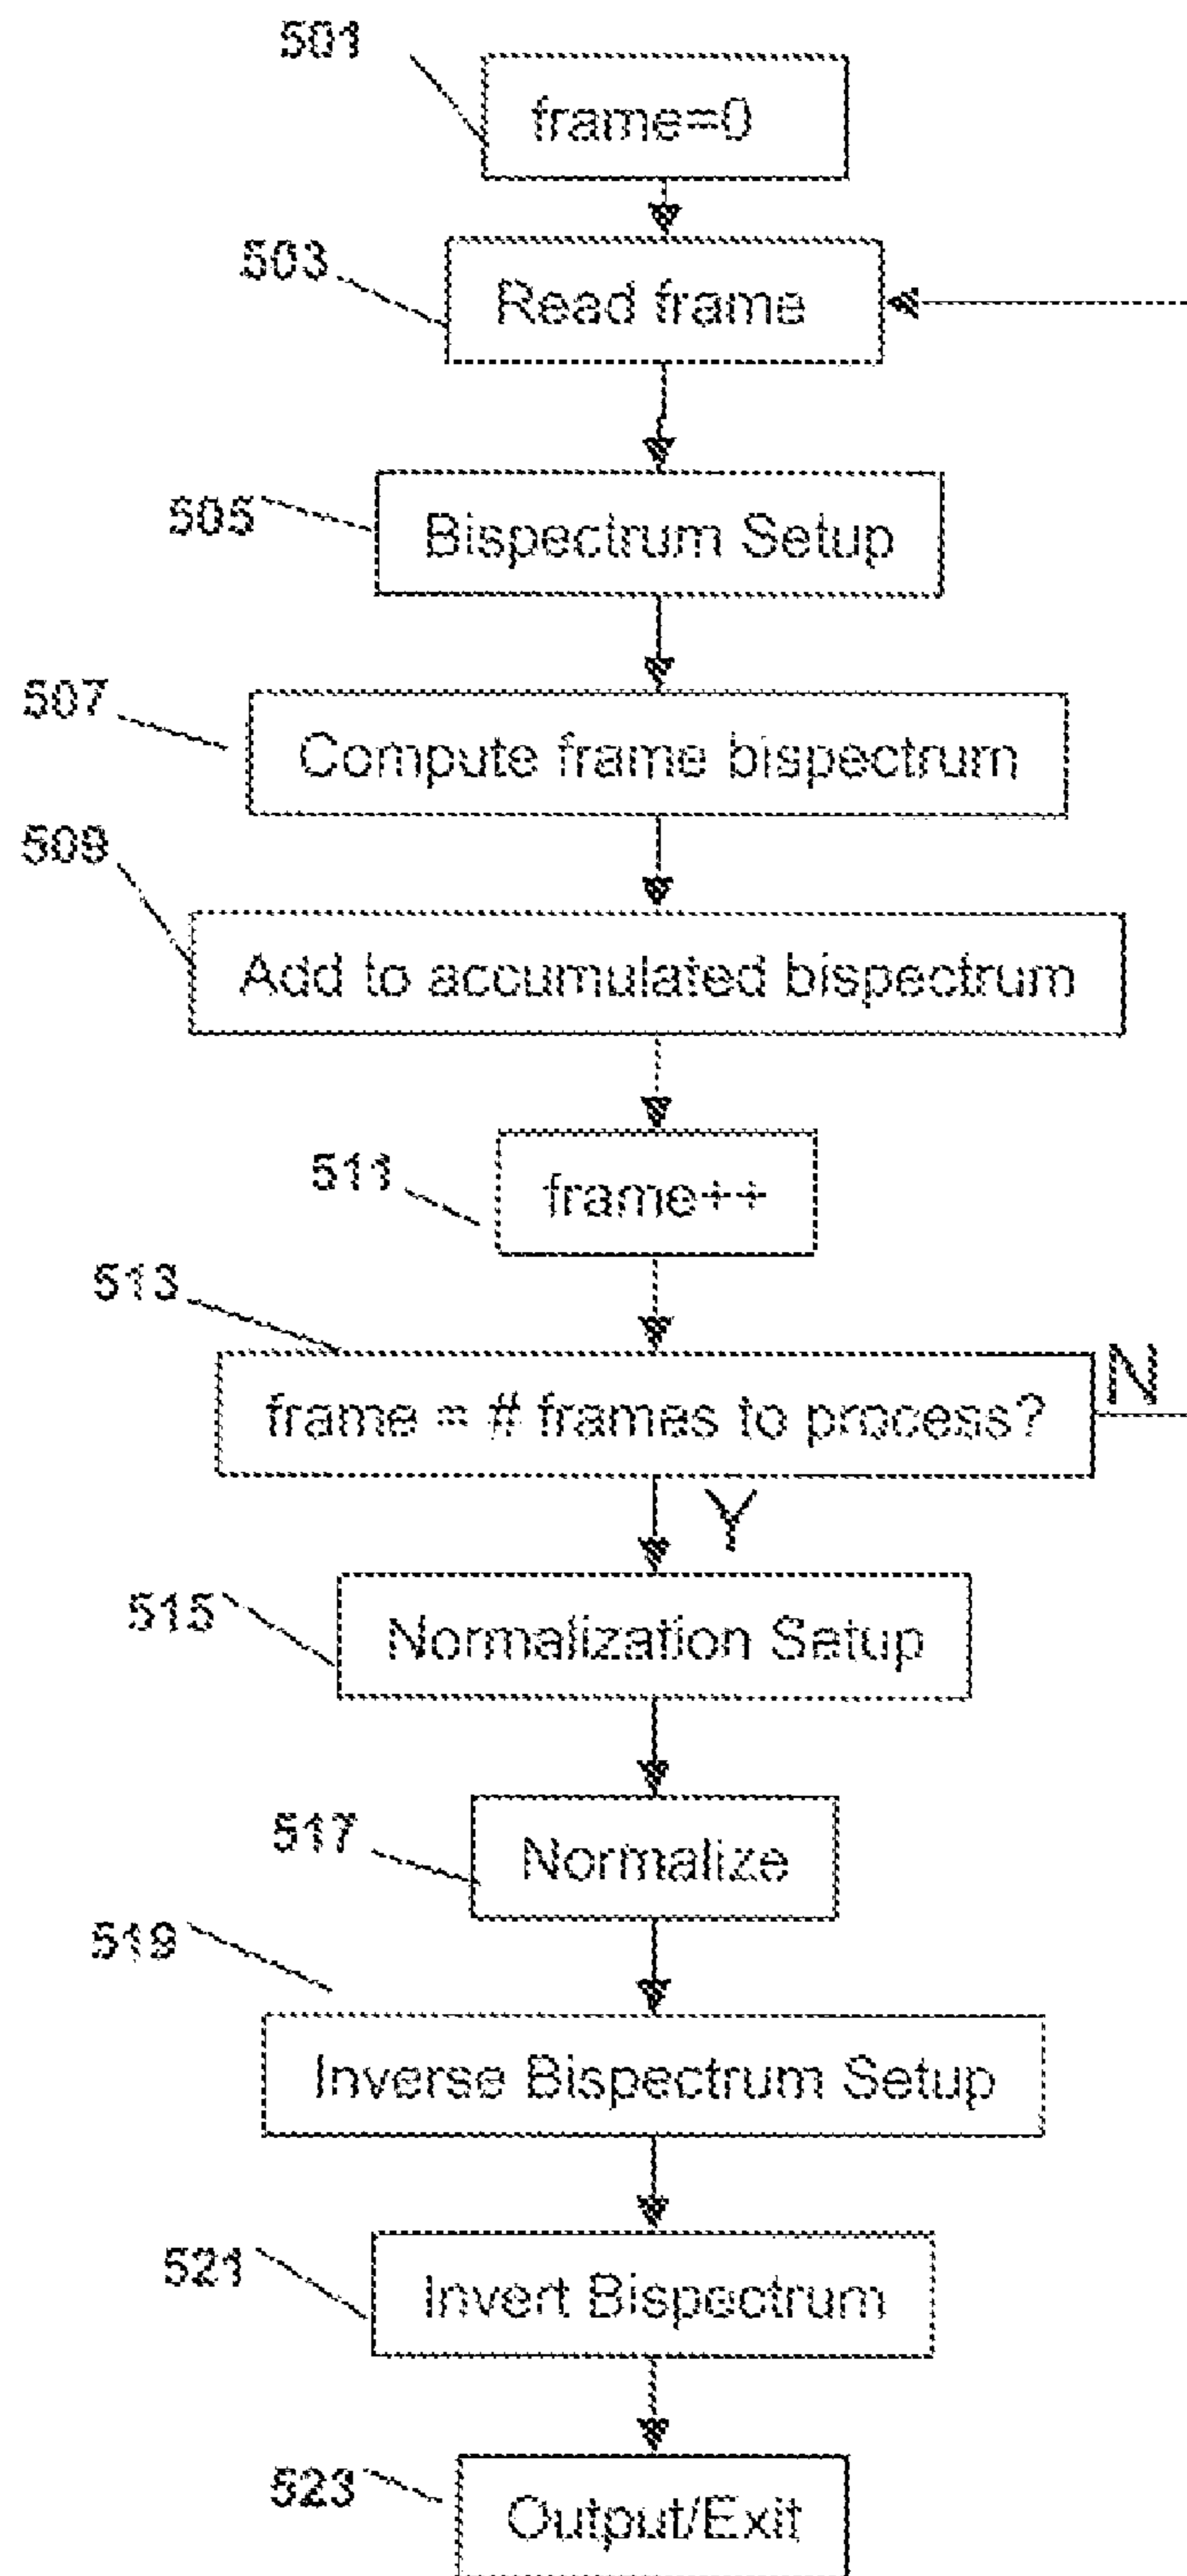 501
frame=0
503
Read frame
505
Bispectrum Setup
507
Compute frame bispectrum
509
Add to accumulated bispectrum
511
frame++
513
frame = # frames to process?
N
Y
515
Normalization Setup
517
Normalize
519
Inverse Bispectrum Setup
521
Invert Bispectrum
523
Output/Exit